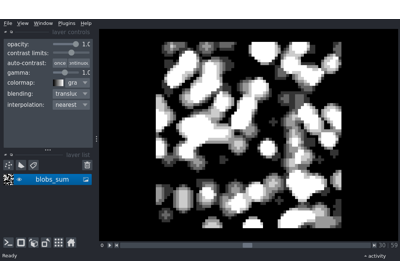 File View Window Plugins Help
layer controls
opacity: 1.0
contrast limits:
auto-contrast: once
gamma: 1.0
colormap: gra
blending: translu
interpolation: nearest
layer list
blobs_sum
0 30 59
Ready activity